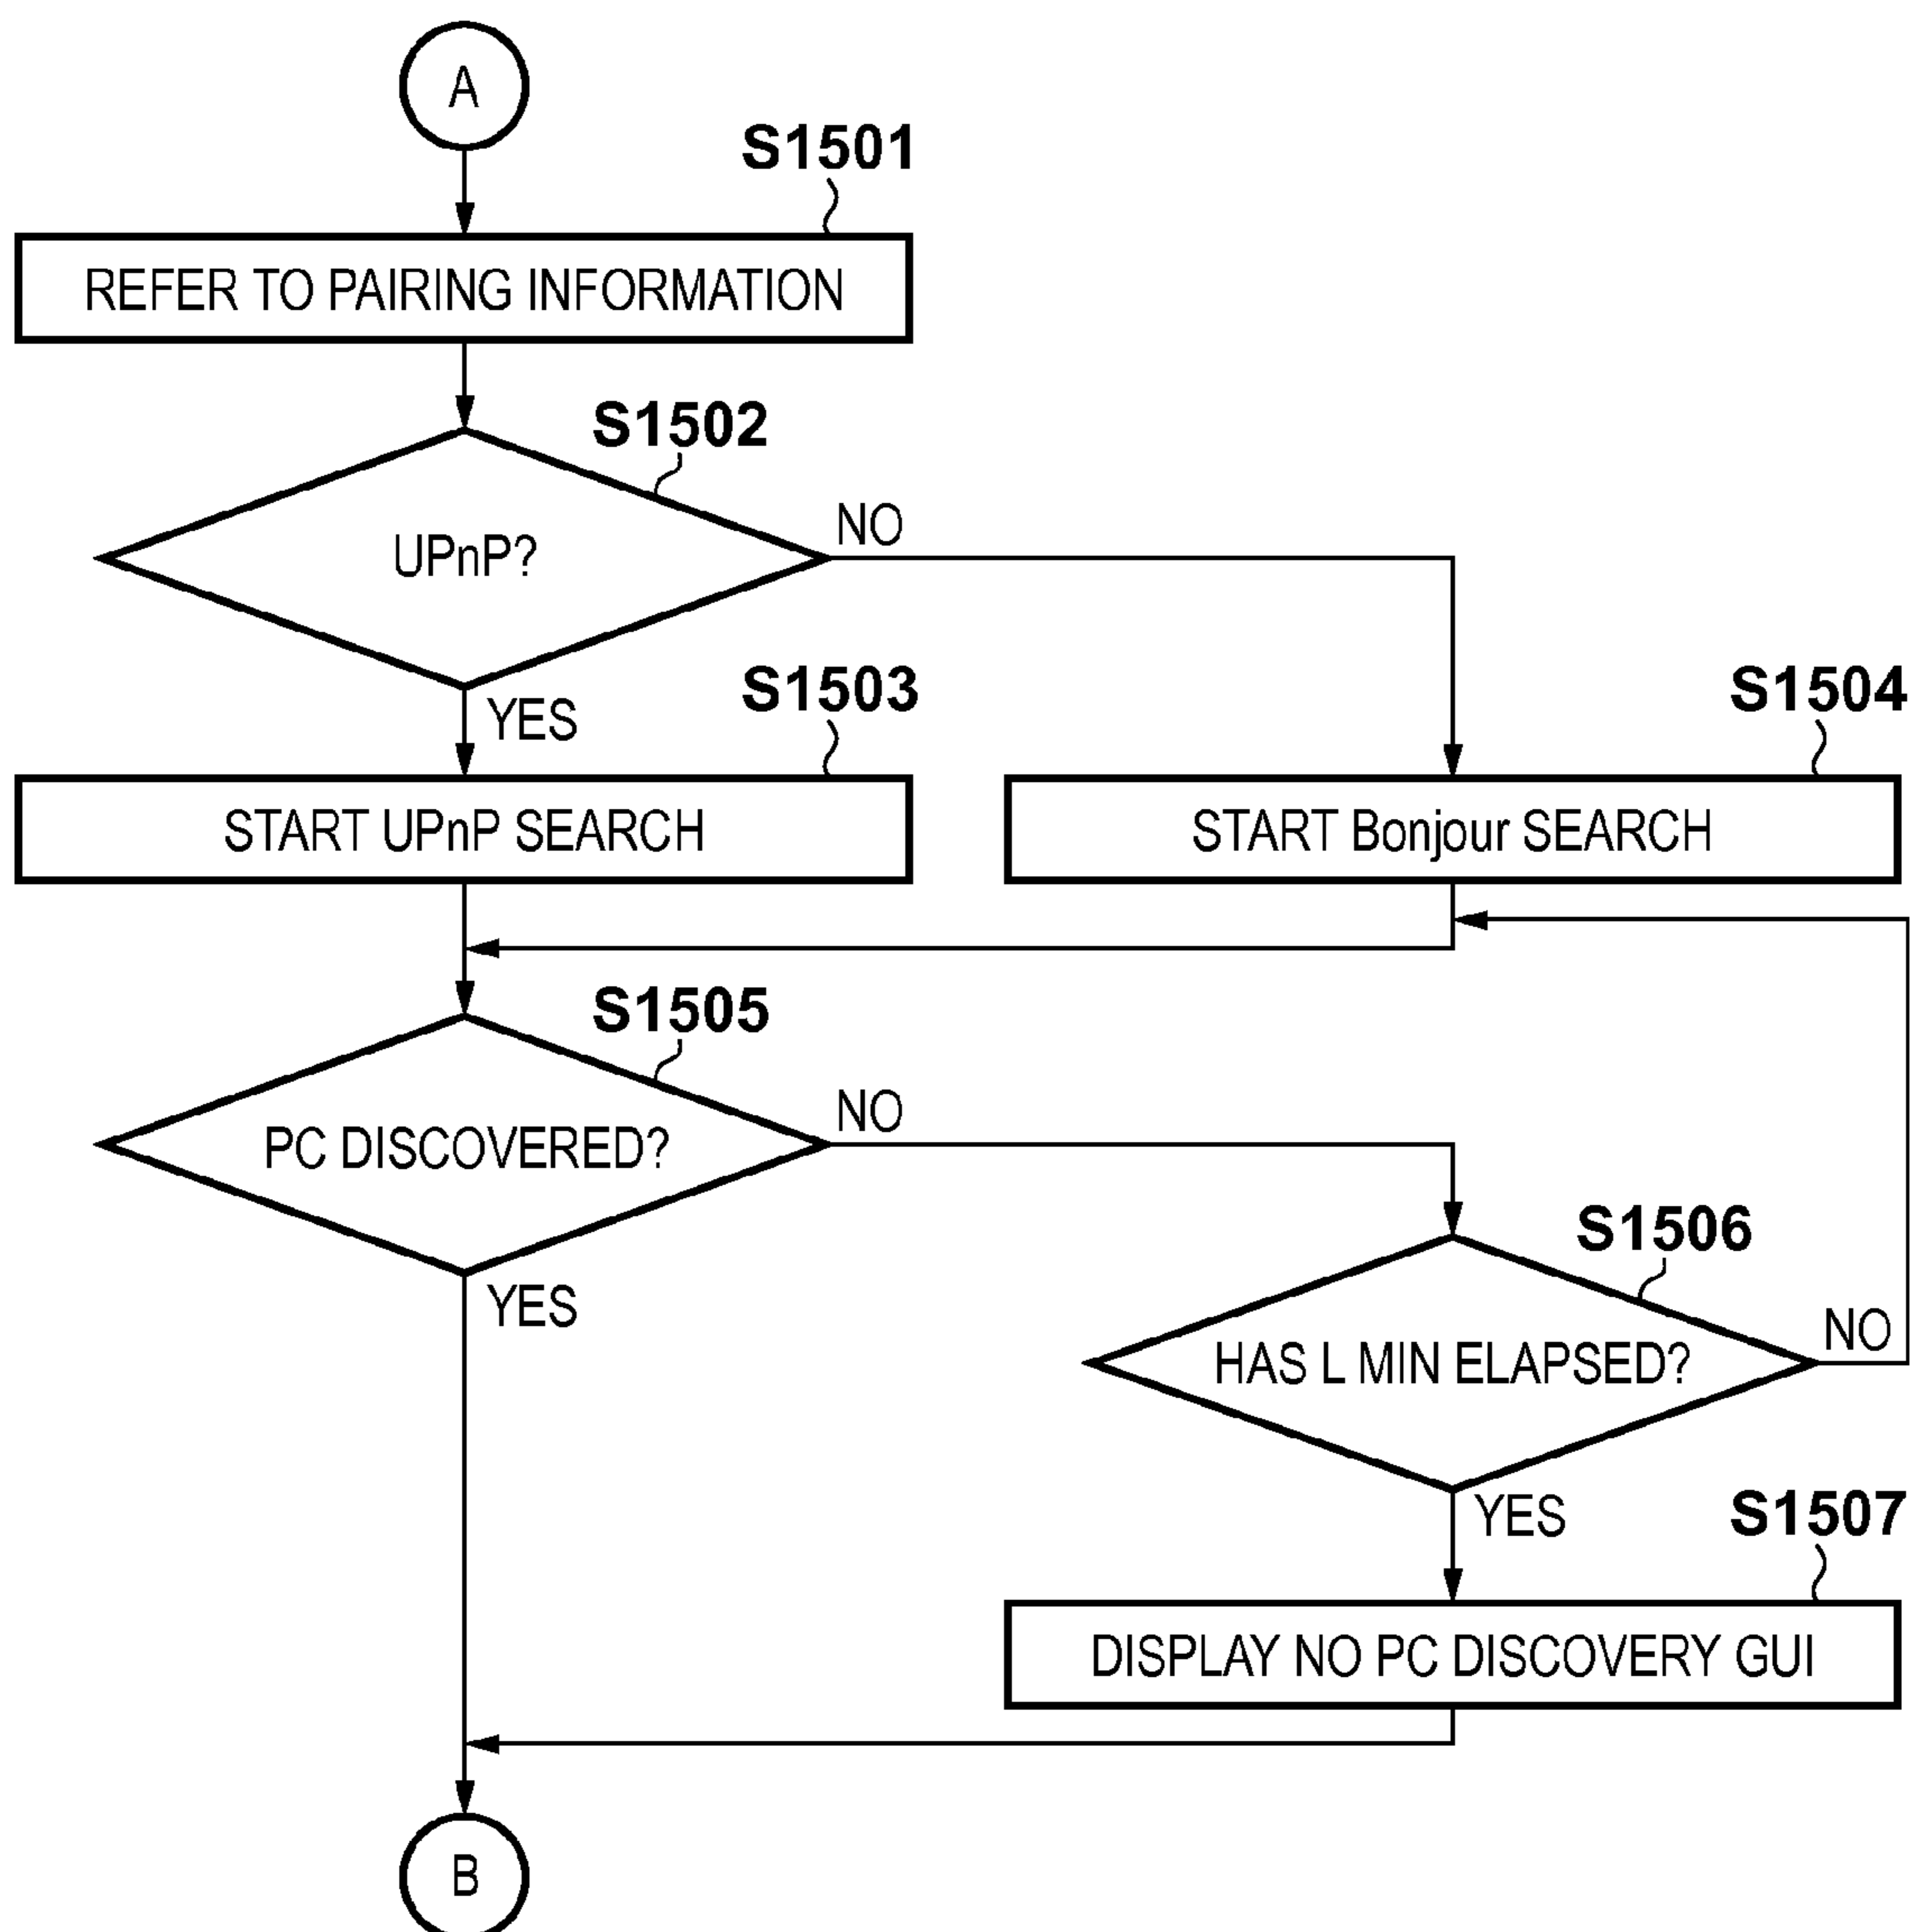 A
S1501
REFER TO PAIRING INFORMATION
S1502
UPnP?
NO
YES
S1503
START UPnP SEARCH
S1504
START Bonjour SEARCH
S1505
PC DISCOVERED?
NO
YES
S1506
HAS L MIN ELAPSED?
NO
YES
S1507
DISPLAY NO PC DISCOVERY GUI
B